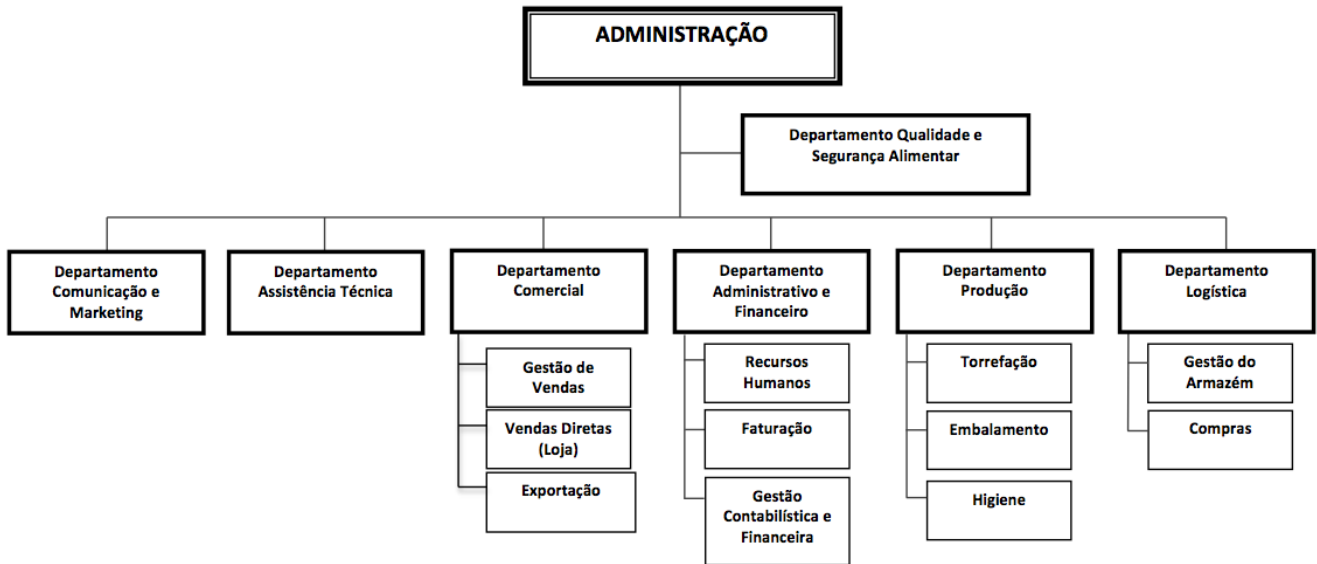 ADMINISTRAÇÃO
Departamento Qualidade e
Segurança Alimentar
Departamento
Comunicação e
Marketing
Departamento
Assistência Técnica
Departamento
Comercial
Departamento
Administrativo e
Financeiro
Departamento
Produção
Departamento
Logística
Gestão de
Vendas
Vendas Diretas
(Loja)
Exportação
Recursos
Humanos
Faturação
Gestão
Contabilística e
Financeira
Torrefação
Embalamento
Higiene
Gestão do
Armazém
Compras